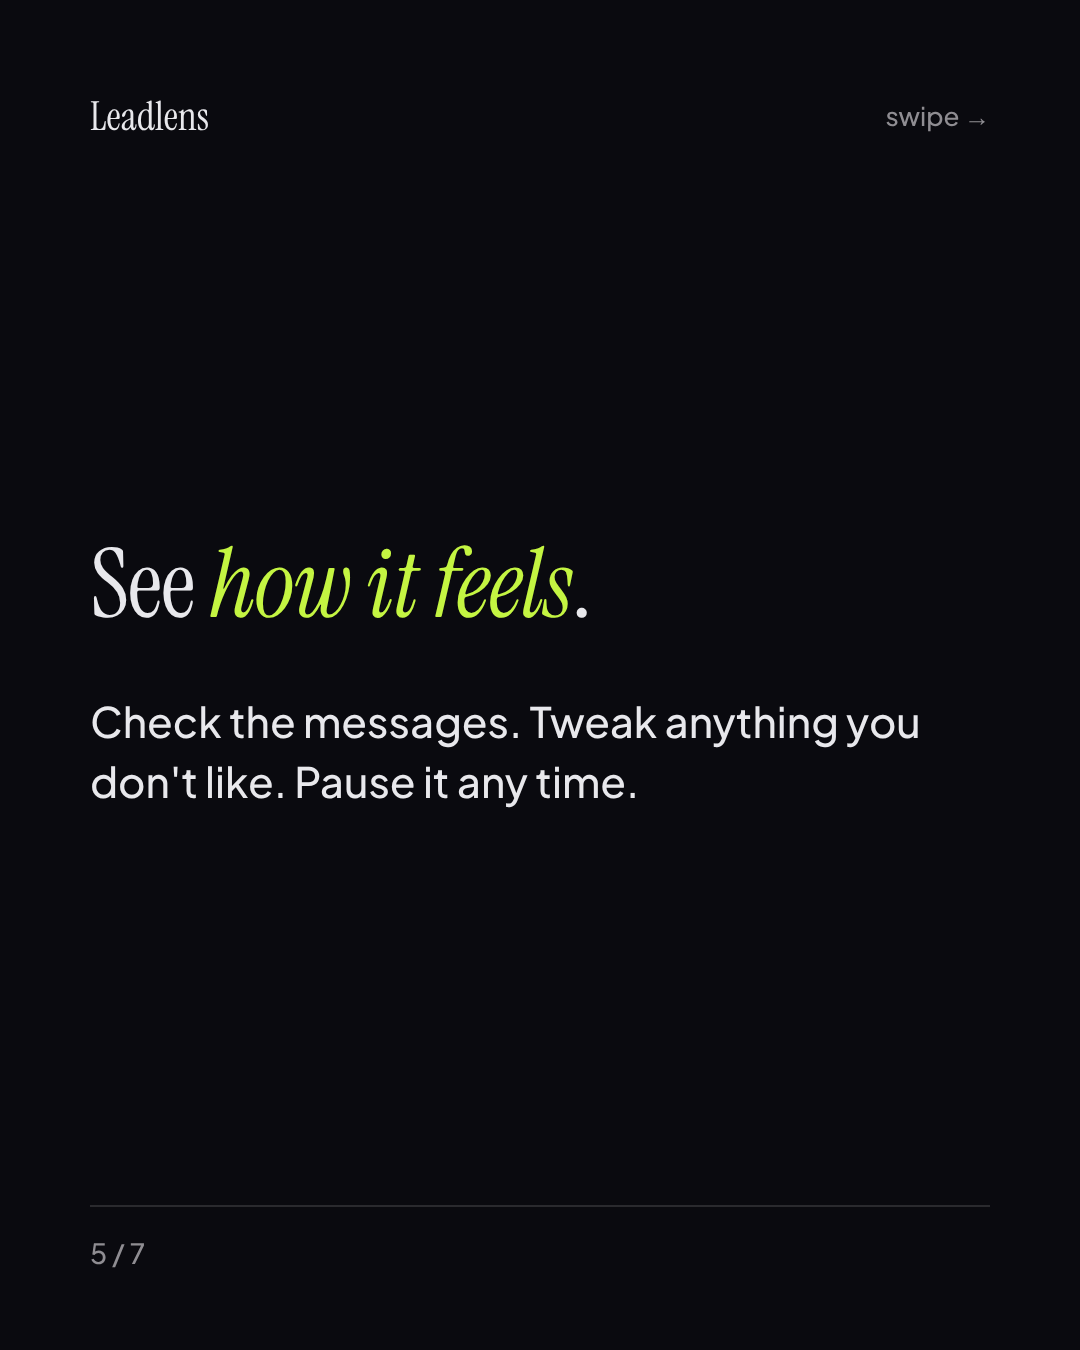 Leadlens
swipe →
See how it feels.
Check the messages. Tweak anything you
don't like. Pause it any time.
5 / 7